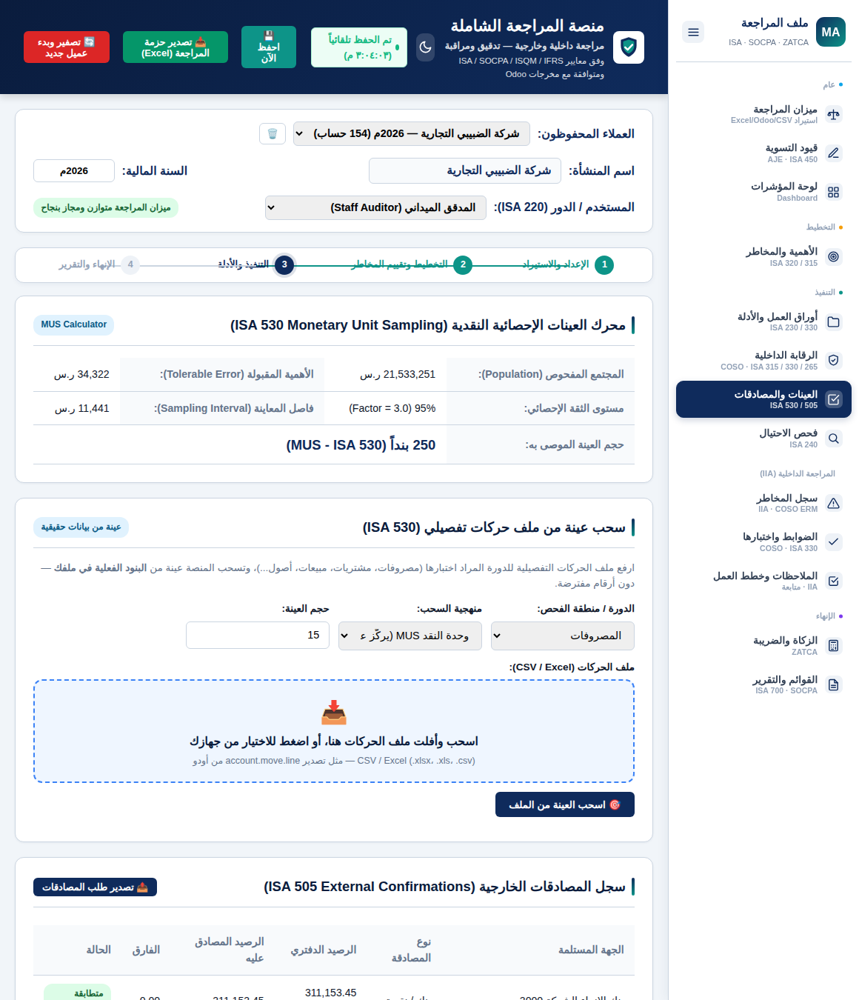 MA
ملف المراجعة
ISA · SOCPA · ZATCA
عام
ميزان المراجعة
استيراد Excel/Odoo/CSV
قيود التسوية
AJE · ISA 450
لوحة المؤشرات
Dashboard
التخطيط
الأهمية والمخاطر
ISA 320 / 315
التنفيذ
أوراق العمل والأدلة
ISA 230 / 330
الرقابة الداخلية
COSO · ISA 315 / 330 / 265
العينات والمصادقات
ISA 530 / 505
فحص الاحتيال
ISA 240
المراجعة الداخلية (IIA)
سجل المخاطر
IIA · COSO ERM
الضوابط واختبارها
COSO · ISA 330
الملاحظات وخطط العمل
IIA · متابعة
الإنهاء
الزكاة والضريبة
ZATCA
القوائم والتقرير
ISA 700 · SOCPA
منصة المراجعة الشاملة
مراجعة داخلية وخارجية — تدقيق ومراقبة
وفق معايير ISA / SOCPA / ISQM / IFRS
ومتوافقة مع مخرجات Odoo
تم الحفظ تلقائياً
(٣:٠٤:٠٣ م)
💾
احفظ
الآن
📥 تصدير حزمة
المراجعة (Excel)
🔄 تصفير وبدء
عميل جديد
العملاء المحفوظون:
شركة الضبيبي التجارية — 2026م (154 حساب)
🗑️
اسم المنشأة:
شركة الضبيبي التجارية
السنة المالية:
2026م
المستخدم / الدور (ISA 220):
المدقق الميداني (Staff Auditor)
ميزان المراجعة متوازن ومجاز بنجاح
1 الإعداد والاستيراد
2 التخطيط وتقييم المخاطر
3 التنفيذ والأدلة
4 الإنهاء والتقرير
محرك العينات الإحصائية النقدية (ISA 530 Monetary Unit Sampling)
MUS Calculator
المجتمع المفحوص (Population):
21,533,251 ر.س
الأهمية المقبولة (Tolerable Error):
34,322 ر.س
مستوى الثقة الإحصائي:
95% (Factor = 3.0)
فاصل المعاينة (Sampling Interval):
11,441 ر.س
حجم العينة الموصى به:
250 بنداً (MUS - ISA 530)
سحب عينة من ملف حركات تفصيلي (ISA 530)
عينة من بيانات حقيقية
ارفع ملف الحركات التفصيلية للدورة المراد اختبارها (مصروفات، مشتريات، مبيعات، أصول...)، وتسحب المنصة عينة من البنود الفعلية في ملفك —
دون أرقام مفترضة.
الدورة / منطقة الفحص:
المصروفات
منهجية السحب:
وحدة النقد MUS (يركّز ع
حجم العينة:
15
ملف الحركات (CSV / Excel):
📥
اسحب وأفلت ملف الحركات هنا، أو اضغط للاختيار من جهازك
CSV / Excel (.xlsx، .xls، .csv) — مثل تصدير account.move.line من أودو
🎯 اسحب العينة من الملف
سجل المصادقات الخارجية (ISA 505 External Confirmations)
📤 تصدير طلب المصادقات
الجهة المستلمة
نوع
المصادقة
الرصيد الدفتري
الرصيد المصادق
عليه
الفارق
الحالة
311,153.45
311,153.45
0.00
متطابقة